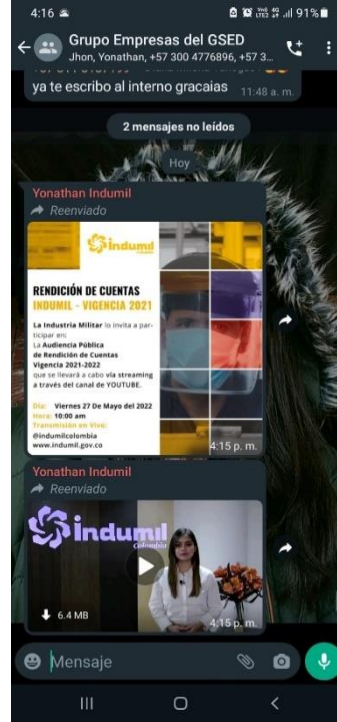 4:16
91%
Grupo Empresas del GSED
Jhon, Yonathan, +57 300 4776896, +57 3...
ya te escribo al interno gracaias 11:48 a. m.
2 mensajes no leídos
Hoy
Yonathan Indumil
Reenviado
indumil
RENDICIÓN DE CUENTAS
INDUMIL - VIGENCIA 2021
La Industria Militar lo invita a par-
ticipar en:
La Audiencia Pública
de Rendición de Cuentas
Vigencia 2021-2022
que se llevará a cabo vía streaming
a través del canal de YOUTUBE.
Día: Viernes 27 De Mayo del 2022
Hora: 10:00 am
Transmisión en Vivo:
@indumilcolombia
www.indumil.gov.co
4:15 p. m.
Yonathan Indumil
Reenviado
indumil
Colombia
6.4 MB
4:15 p. m.
Mensaje